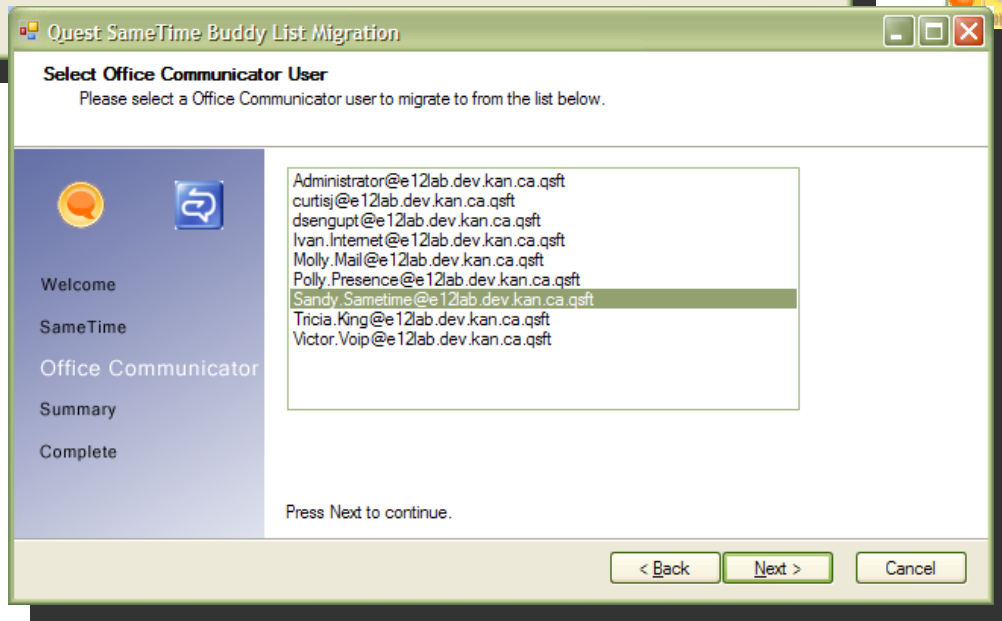 Quest SameTime Buddy List Migration
Select Office Communicator User
Please select a Office Communicator user to migrate to from the list below.
Welcome
SameTime
Office Communicator
Summary
Complete
Administrator@e12lab.dev.kan.ca.qsft
curtisj@e12lab.dev.kan.ca.qsft
dsengupt@e12lab.dev.kan.ca.qsft
Ivan.Internet@e12lab.dev.kan.ca.qsft
Molly.Mail@e12lab.dev.kan.ca.qsft
Polly.Presence@e12lab.dev.kan.ca.qsft
Sandy.Sametime@e12lab.dev.kan.ca.qsft
Tricia.King@e12lab.dev.kan.ca.qsft
Victor.Voip@e12lab.dev.kan.ca.qsft
Press Next to continue.
< Back
Next >
Cancel